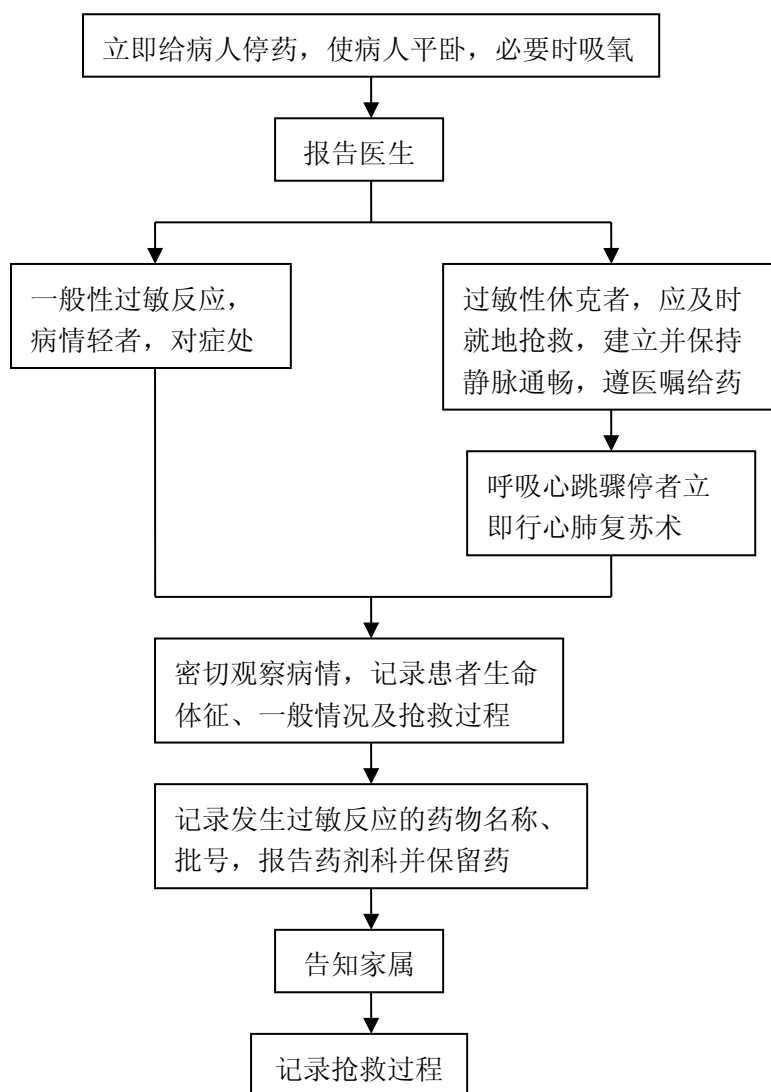 立即给病人停药，使病人平卧，必要时吸氧
报告医生
一般性过敏反应，
病情轻者，对症处
过敏性休克者，应及时
就地抢救，建立并保持
静脉通畅，遵医嘱给药
呼吸心跳骤停者立
即行心肺复苏术
密切观察病情，记录患者生命
体征、一般情况及抢救过程
记录发生过敏反应的药物名称、
批号，报告药剂科并保留药
告知家属
记录抢救过程